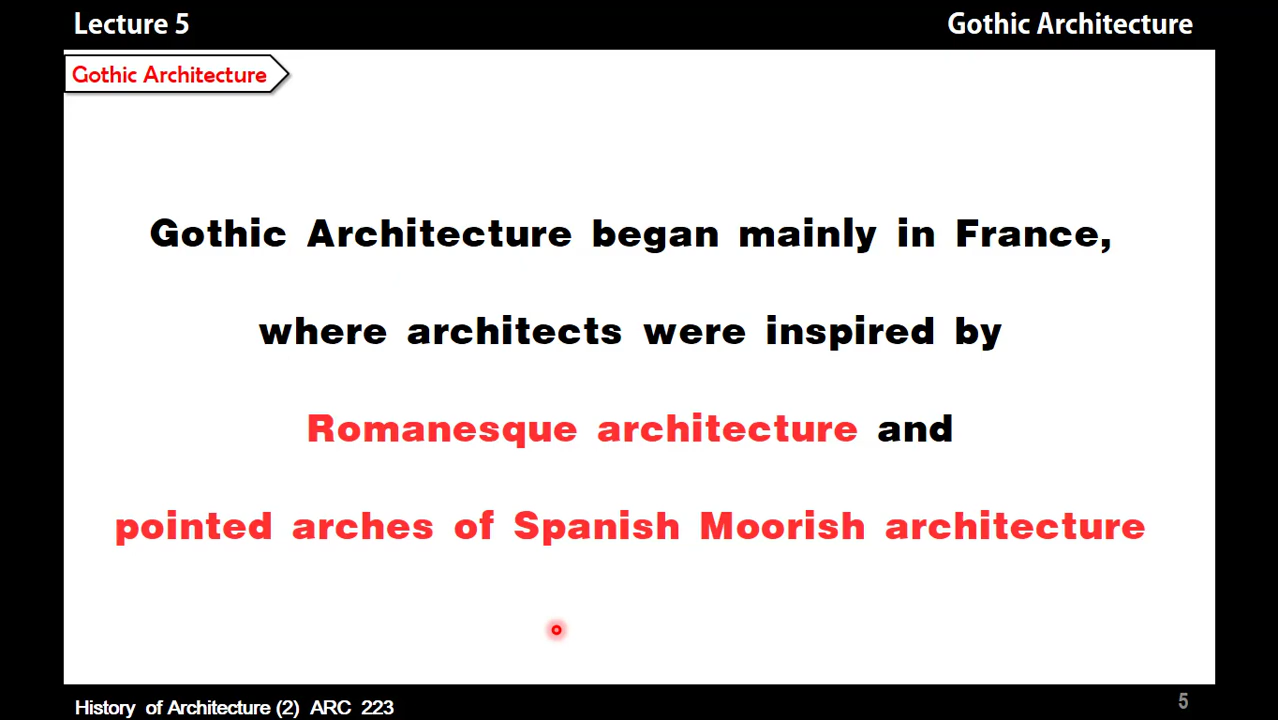 Lecture 5
Gothic Architecture
Gothic Architecture
Gothic Architecture began mainly in France,
where architects were inspired by
Romanesque architecture and
pointed arches of Spanish Moorish architecture
History of Architecture (2) ARC 223
5